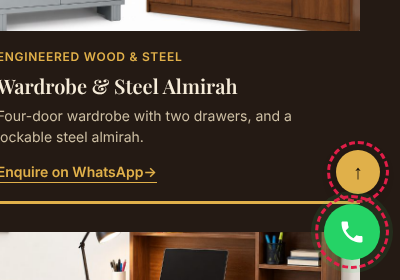 ENGINEERED WOOD & STEEL
Wardrobe & Steel Almirah
Four-door wardrobe with two drawers, and a
lockable steel almirah.
Enquire on WhatsApp→
↑